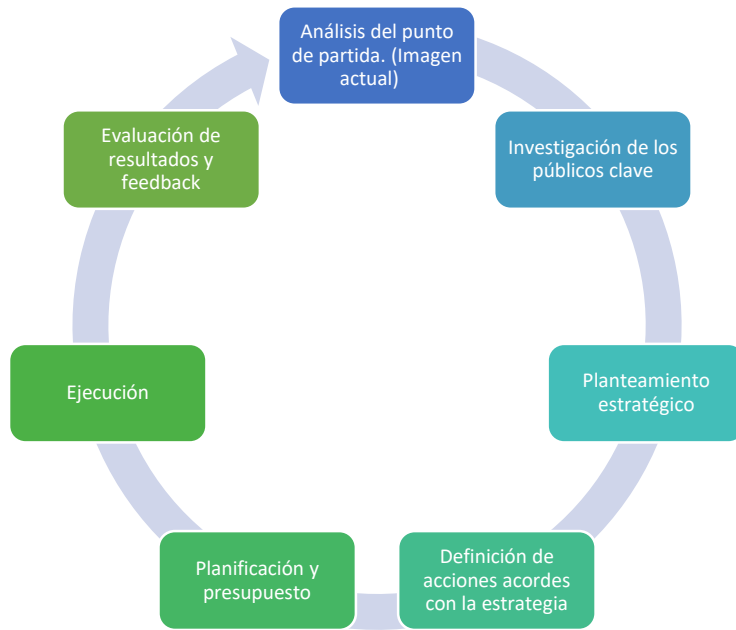 Análisis del punto
de partida. (Imagen
actual)
Investigación de los
públicos clave
Planteamiento
estratégico
Definición de
acciones acordes
con la estrategia
Planificación y
presupuesto
Ejecución
Evaluación de
resultados y
feedback